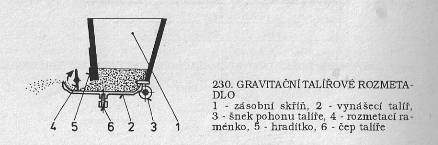 230. GRAVITAČNÍ TALÍŘOVÉ ROZMETA-
DLO
1 - zásobní skříň, 2 - vynášecí talíř,
3 - šnek pohonu talíře, 4 - rozmetací ra-
ménko, 5 - hradítko, 6 - čep talíře
4 5 6 2 3 1